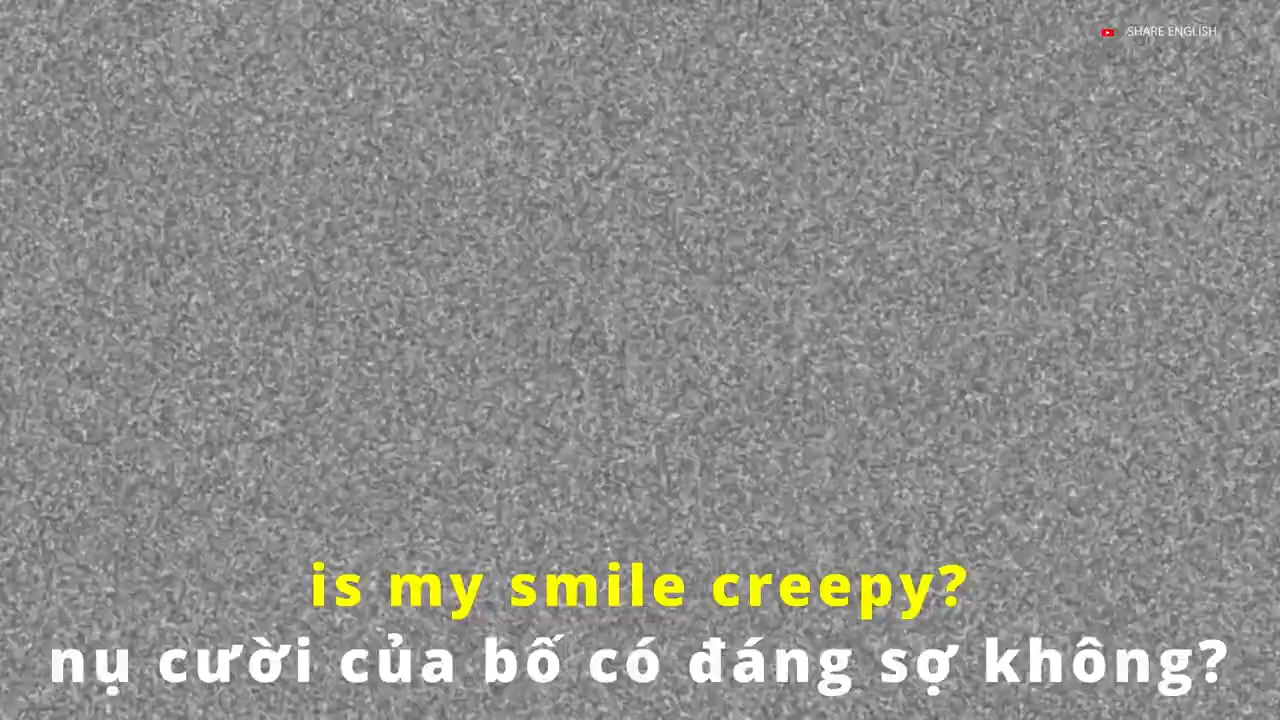 SHARE ENGLISH
is my smile creepy?
nụ cười của bố có đáng sợ không?